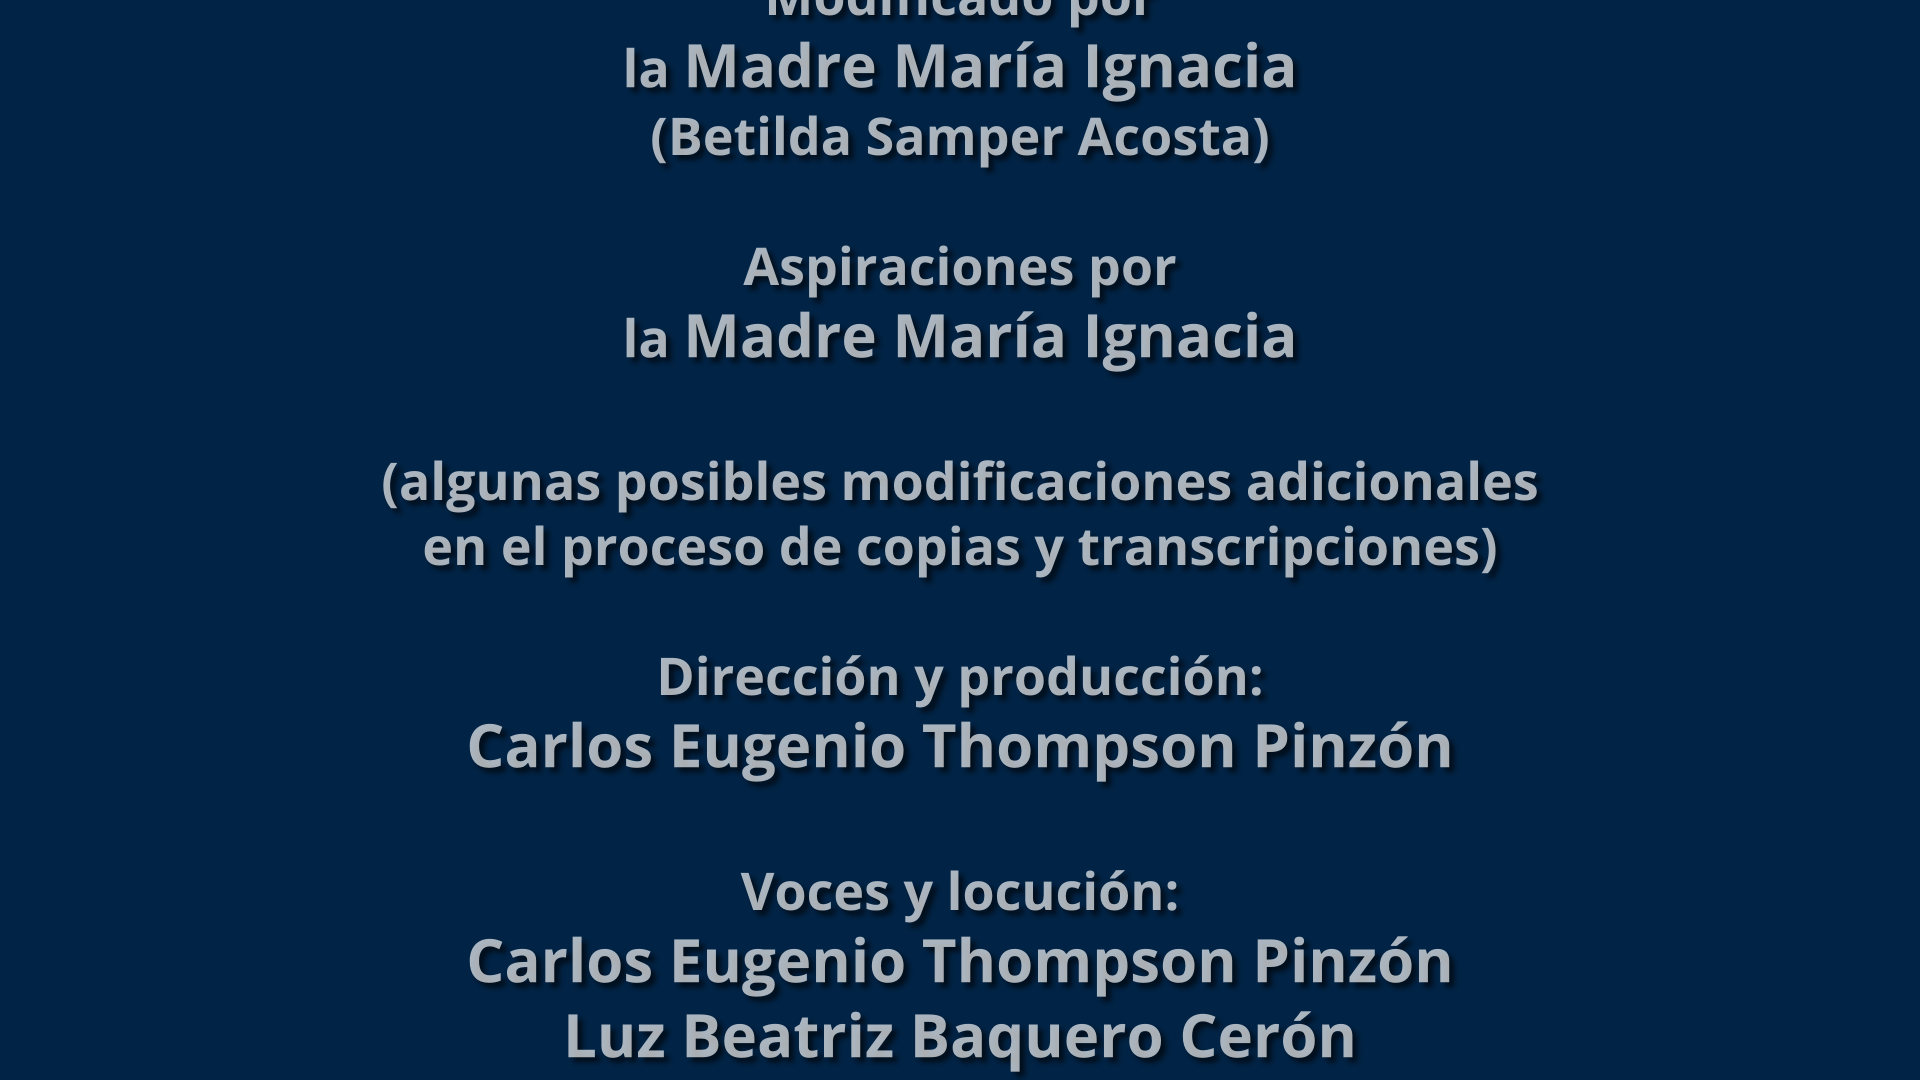 Modificado por
la Madre María Ignacia
(Betilda Samper Acosta)
Aspiraciones por
la Madre María Ignacia
(algunas posibles modificaciones adicionales
en el proceso de copias y transcripciones)
Dirección y producción:
Carlos Eugenio Thompson Pinzón
Voces y locución:
Carlos Eugenio Thompson Pinzón
Luz Beatriz Baquero Cerón